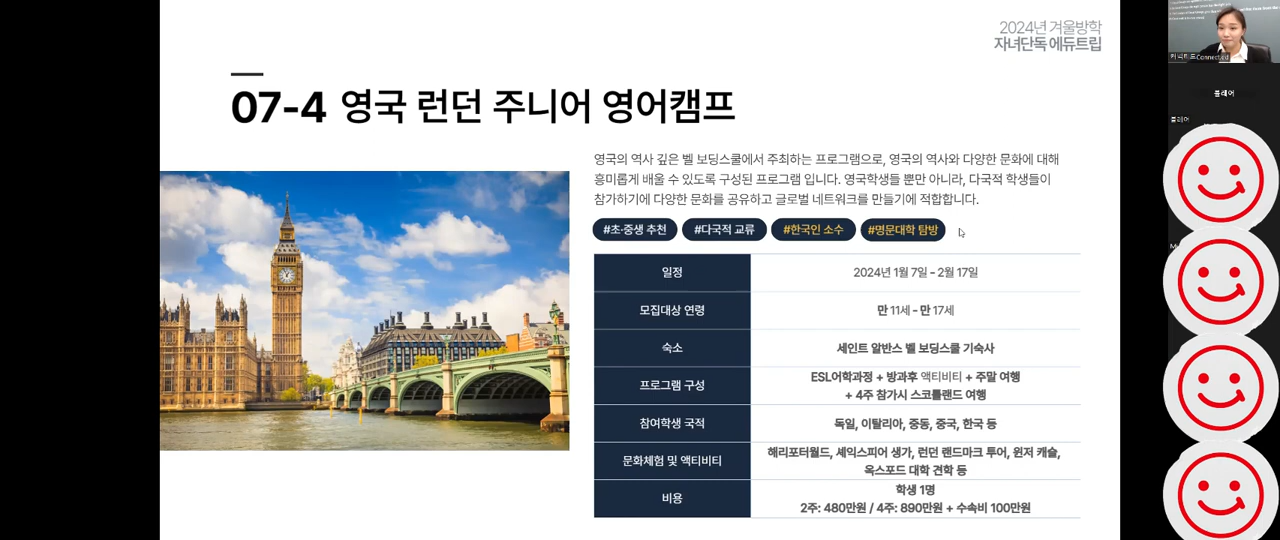 2024년 겨울방학
자녀단독 에듀트립
07-4 영국 런던 주니어 영어캠프
영국의 역사 깊은 벨 보딩스쿨에서 주최하는 프로그램으로, 영국의 역사와 다양한 문화에 대해
흥미롭게 배울 수 있도록 구성된 프로그램 입니다. 영국학생들 뿐만 아니라, 다국적 학생들이
참가하기에 다양한 문화를 공유하고 글로벌 네트워크를 만들기에 적합합니다.
#초·중생 추천 #다국적 교류 #한국인 소수 #명문대학 탐방
일정 2024년 1월 7일 - 2월 17일
모집대상 연령 만 11세 - 만 17세
숙소 세인트 알반스 벨 보딩스쿨 기숙사
프로그램 구성 ESL어학과정 + 방과후 액티비티 + 주말 여행
+ 4주 참가시 스코틀랜드 여행
참여학생 국적 독일, 이탈리아, 중동, 중국, 한국 등
문화체험 및 액티비티 해리포터월드, 셰익스피어 생가, 런던 랜드마크 투어, 윈저 캐슬,
옥스포드 대학 견학 등
비용 학생 1명
2주: 480만원 / 4주: 890만원 + 수속비 100만원
플레어
플레어